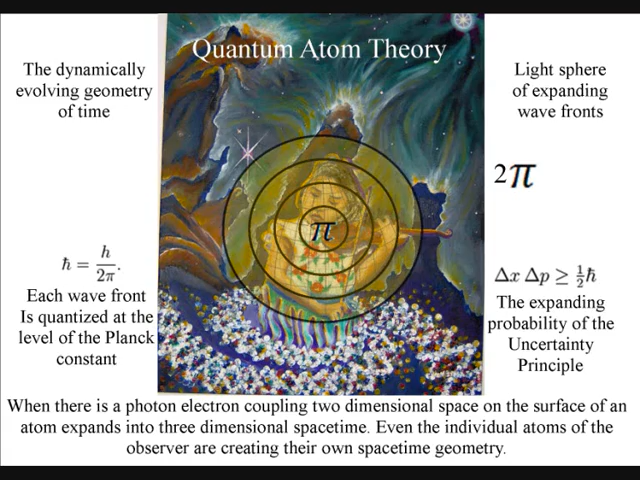 Quantum Atom Theory
The dynamically
evolving geometry
of time
Light sphere
of expanding
wave fronts
2π
π
ħ = h/2π.
Δx Δp ≥ ½ħ
Each wave front
Is quantized at the
level of the Planck
constant
The expanding
probability of the
Uncertainty
Principle
When there is a photon electron coupling two dimensional space on the surface of an
atom expands into three dimensional spacetime. Even the individual atoms of the
observer are creating their own spacetime geometry.